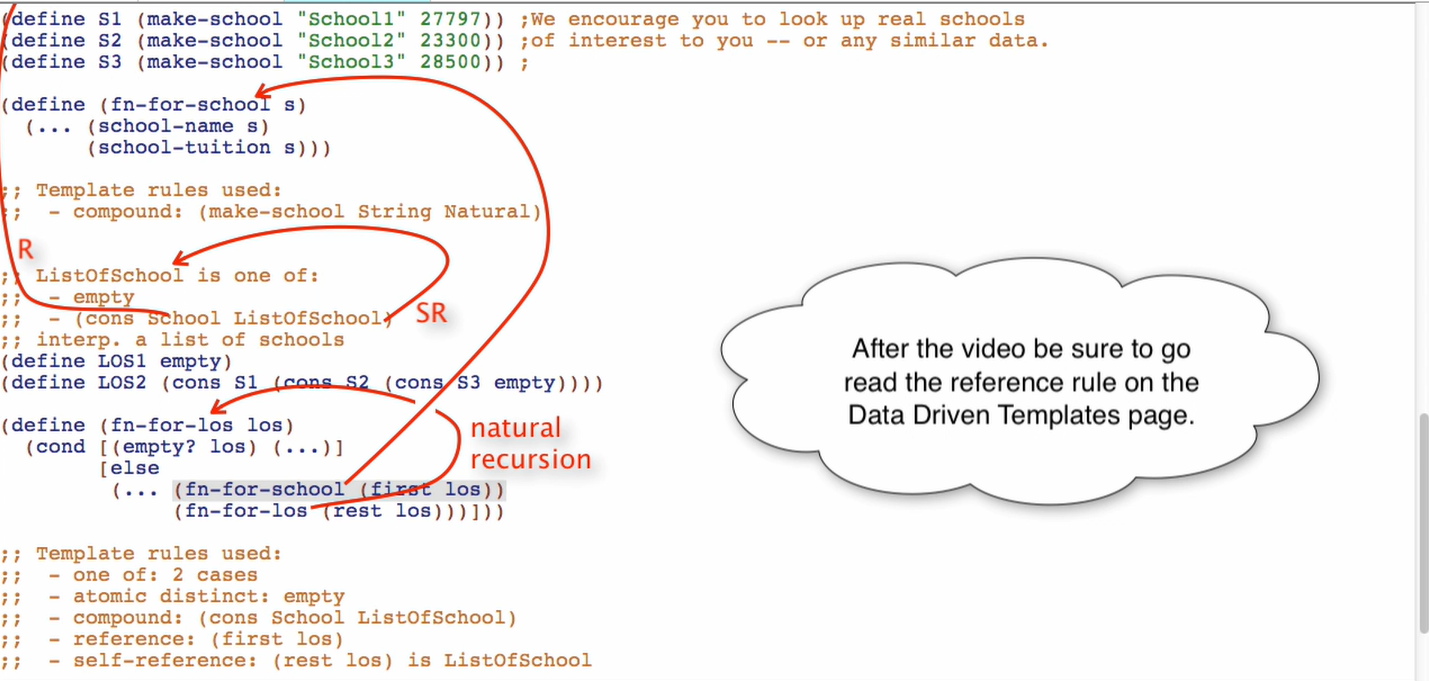 (define S1 (make-school "School1" 27797)) ;We encourage you to look up real schools
(define S2 (make-school "School2" 23300)) ;of interest to you -- or any similar data.
(define S3 (make-school "School3" 28500)) ;
(define (fn-for-school s)
(... (school-name s)
(school-tuition s)))
;; Template rules used:
;; - compound: (make-school String Natural)
R
;; ListOfSchool is one of:
;; - empty
;; - (cons School ListOfSchool)
SR
;; interp. a list of schools
(define LOS1 empty)
(define LOS2 (cons S1 (cons S2 (cons S3 empty))))
(define (fn-for-los los)
(cond [(empty? los) (...)]
[else
(... (fn-for-school (first los))
(fn-for-los (rest los)))]))
natural
recursion
;; Template rules used:
;; - one of: 2 cases
;; - atomic distinct: empty
;; - compound: (cons School ListOfSchool)
;; - reference: (first los)
;; - self-reference: (rest los) is ListOfSchool
After the video be sure to go
read the reference rule on the
Data Driven Templates page.